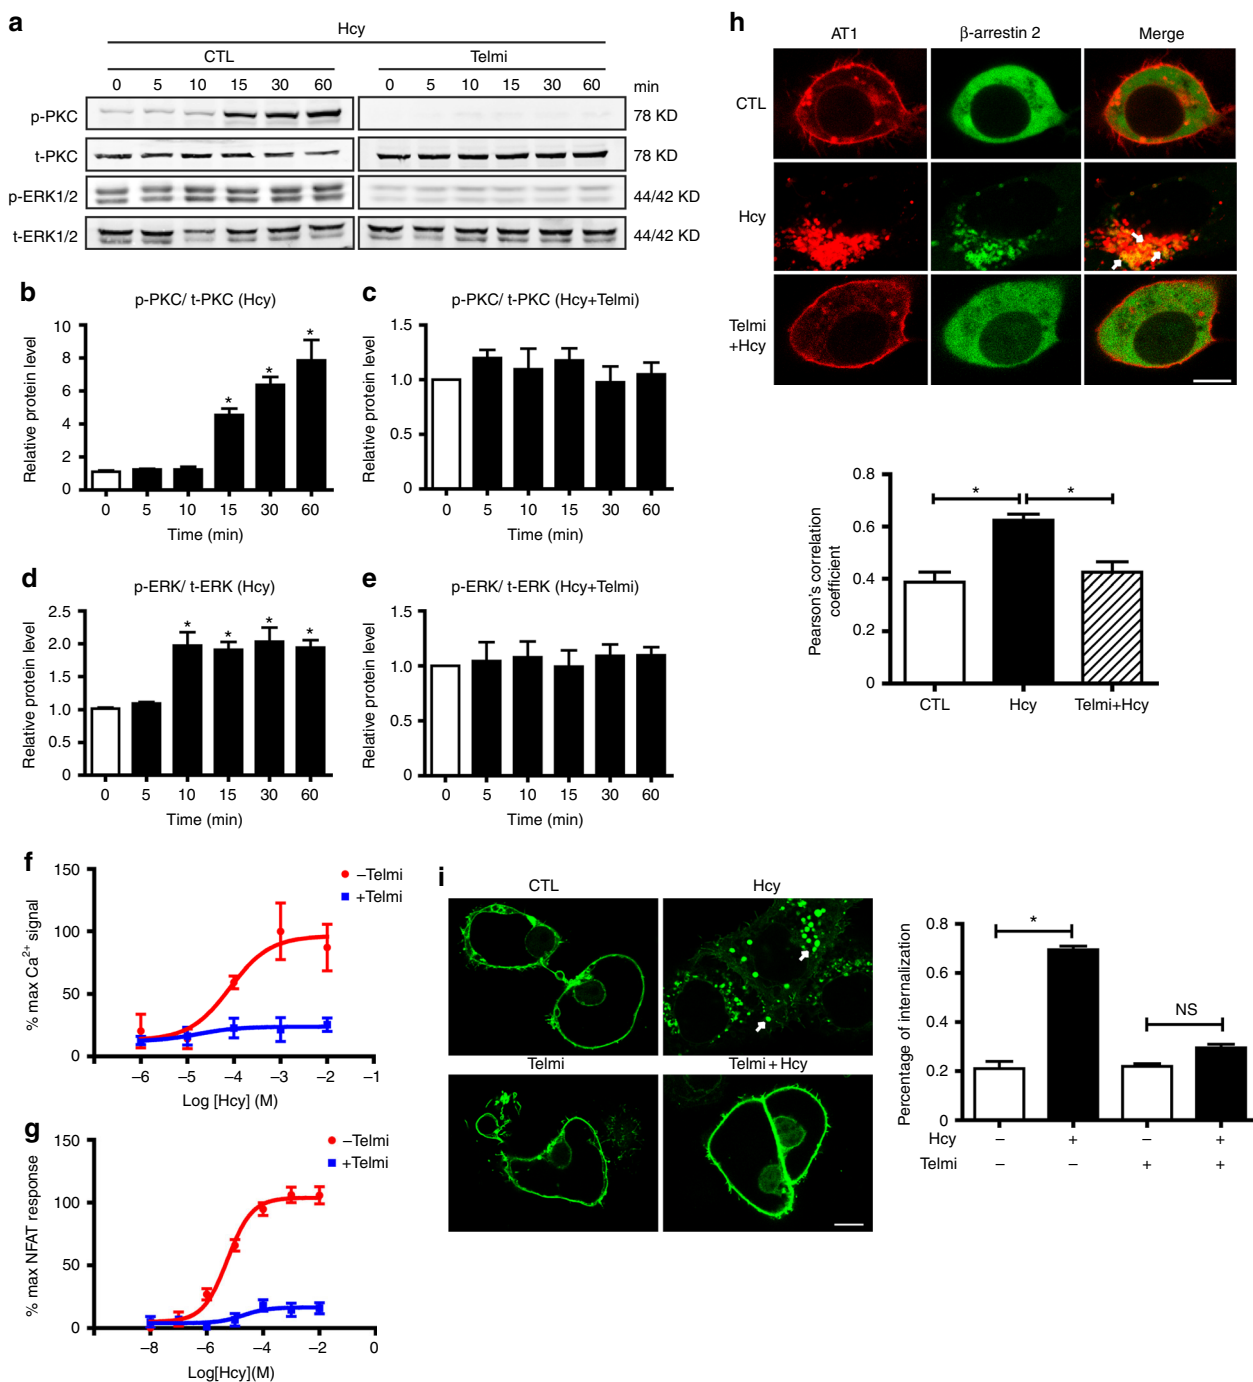 a
Hcy
CTL Telmi
0 5 10 15 30 60 0 5 10 15 30 60 min
p-PKC 78 KD
t-PKC 78 KD
p-ERK1/2 44/42 KD
t-ERK1/2 44/42 KD
b
p-PKC/ t-PKC (Hcy)
Relative protein level
10
8
6
4
2
0
* * *
0 5 10 15 30 60
Time (min)
c
p-PKC/ t-PKC (Hcy+Telmi)
Relative protein level
1.5
1.0
0.5
0
0 5 10 15 30 60
Time (min)
d
p-ERK/ t-ERK (Hcy)
Relative protein level
2.5
2.0
1.5
1.0
0.5
0
* * * *
0 5 10 15 30 60
Time (min)
e
p-ERK/ t-ERK (Hcy+Telmi)
Relative protein level
1.5
1.0
0.5
0
0 5 10 15 30 60
Time (min)
f
% max Ca²⁺ signal
150
100
50
0
–Telmi
+Telmi
–6 –5 –4 –3 –2 –1
Log [Hcy] (M)
g
% max NFAT response
150
100
50
0
–Telmi
+Telmi
–8 –6 –4 –2 0
Log[Hcy](M)
h
AT1 β-arrestin 2 Merge
CTL
Hcy
Telmi
+Hcy
Pearson's correlation
coefficient
0.8
0.6
0.4
0.2
0
* *
CTL Hcy Telmi+Hcy
i
CTL Hcy
Telmi Telmi+Hcy
Percentage of internalization
0.8
0.6
0.4
0.2
0
*
NS
Hcy – + – +
Telmi – – + +